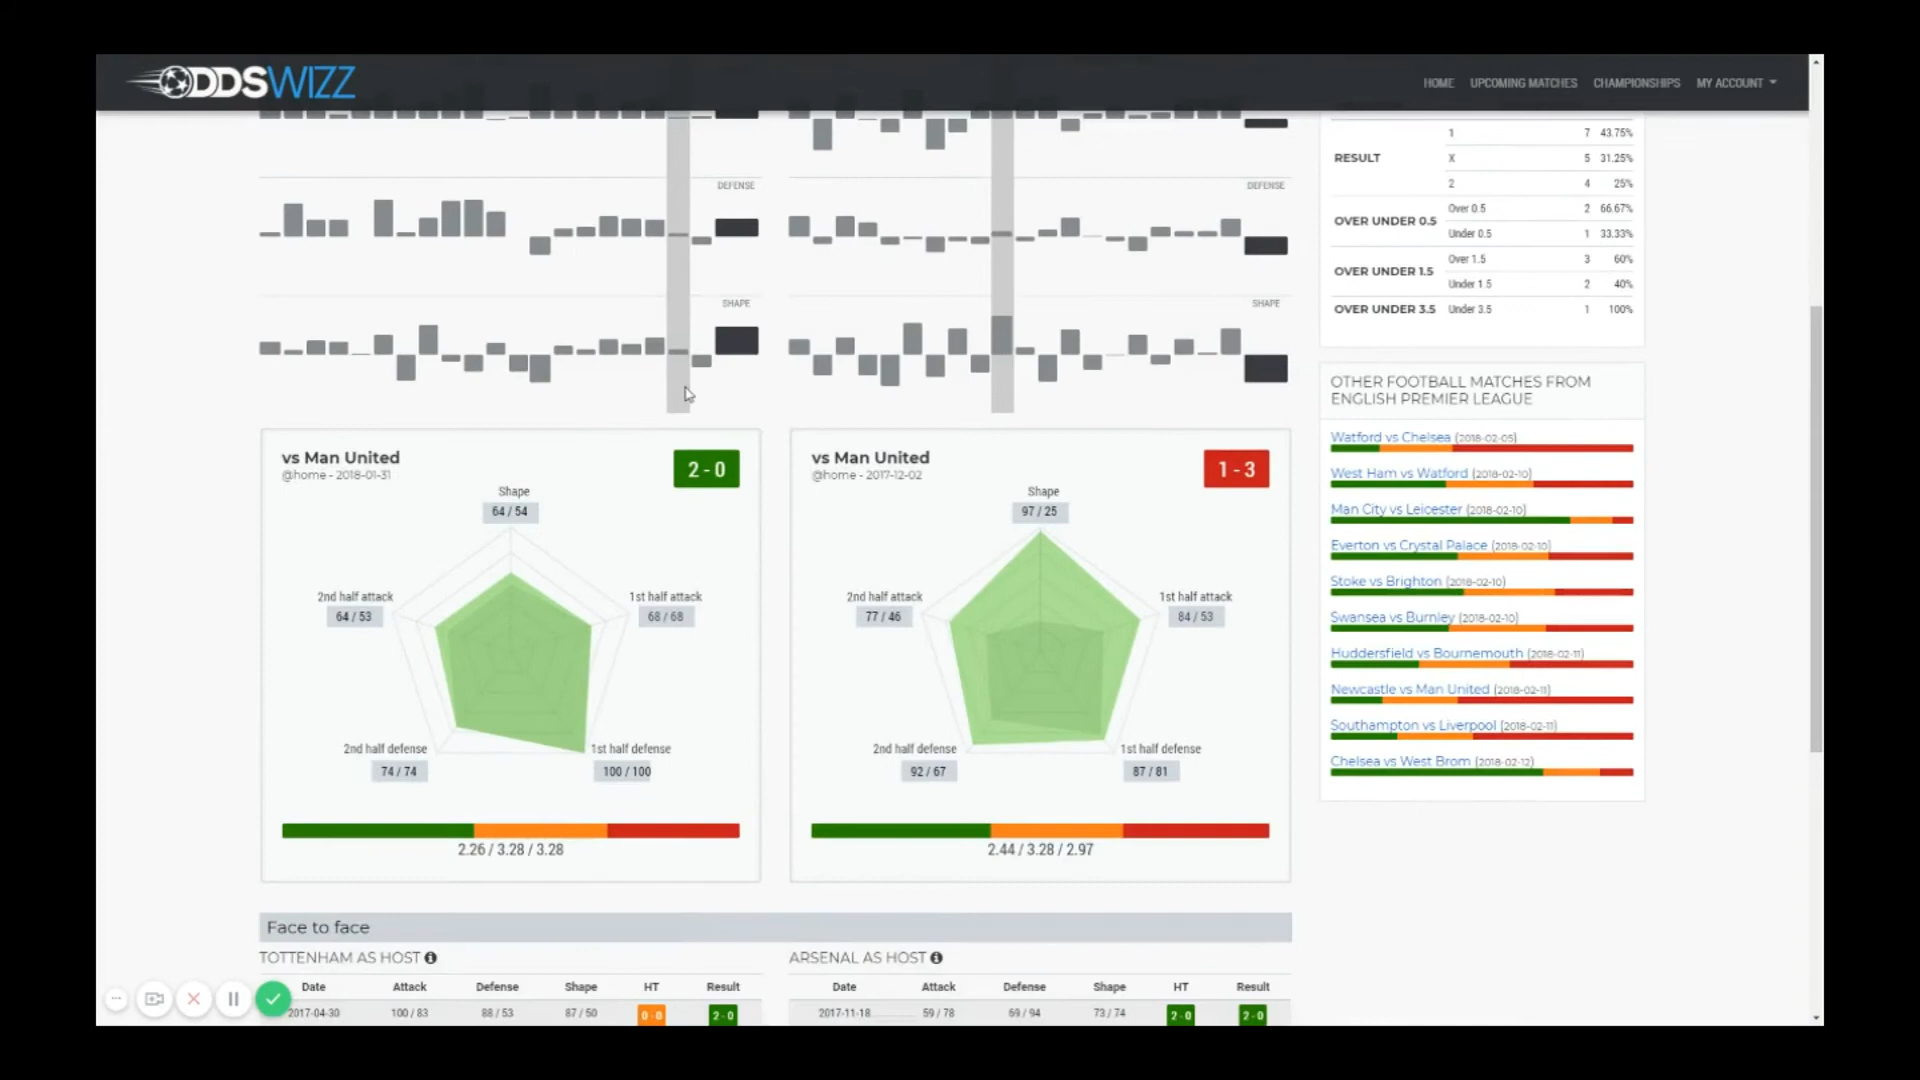 ODDSWIZZ
HOME UPCOMING MATCHES CHAMPIONSHIPS MY ACCOUNT
DEFENSE
DEFENSE
SHAPE
SHAPE
vs Man United
@home - 2018-01-31
2 - 0
Shape
64 / 54
2nd half attack
64 / 53
1st half attack
68 / 68
2nd half defense
74 / 74
1st half defense
100 / 100
2.26 / 3.28 / 3.28
vs Man United
@home - 2017-12-02
1 - 3
Shape
97 / 25
2nd half attack
77 / 46
1st half attack
84 / 53
2nd half defense
92 / 67
1st half defense
87 / 81
2.44 / 3.28 / 2.97
Face to face
TOTTENHAM AS HOST
Date Attack Defense Shape HT Result
2017-04-30 100 / 83 88 / 53 87 / 50 0 - 0 2 - 0
ARSENAL AS HOST
Date Attack Defense Shape HT Result
2017-11-18 59 / 78 69 / 94 73 / 74 2 - 0 2 - 0
RESULT
1 7 43.75%
X 5 31.25%
2 4 25%
OVER UNDER 0.5
Over 0.5 2 66.67%
Under 0.5 1 33.33%
OVER UNDER 1.5
Over 1.5 3 60%
Under 1.5 2 40%
OVER UNDER 3.5 Under 3.5 1 100%
OTHER FOOTBALL MATCHES FROM
ENGLISH PREMIER LEAGUE
Watford vs Chelsea (2018-02-05)
West Ham vs Watford (2018-02-10)
Man City vs Leicester (2018-02-10)
Everton vs Crystal Palace (2018-02-10)
Stoke vs Brighton (2018-02-10)
Swansea vs Burnley (2018-02-10)
Huddersfield vs Bournemouth (2018-02-11)
Newcastle vs Man United (2018-02-11)
Southampton vs Liverpool (2018-02-11)
Chelsea vs West Brom (2018-02-12)